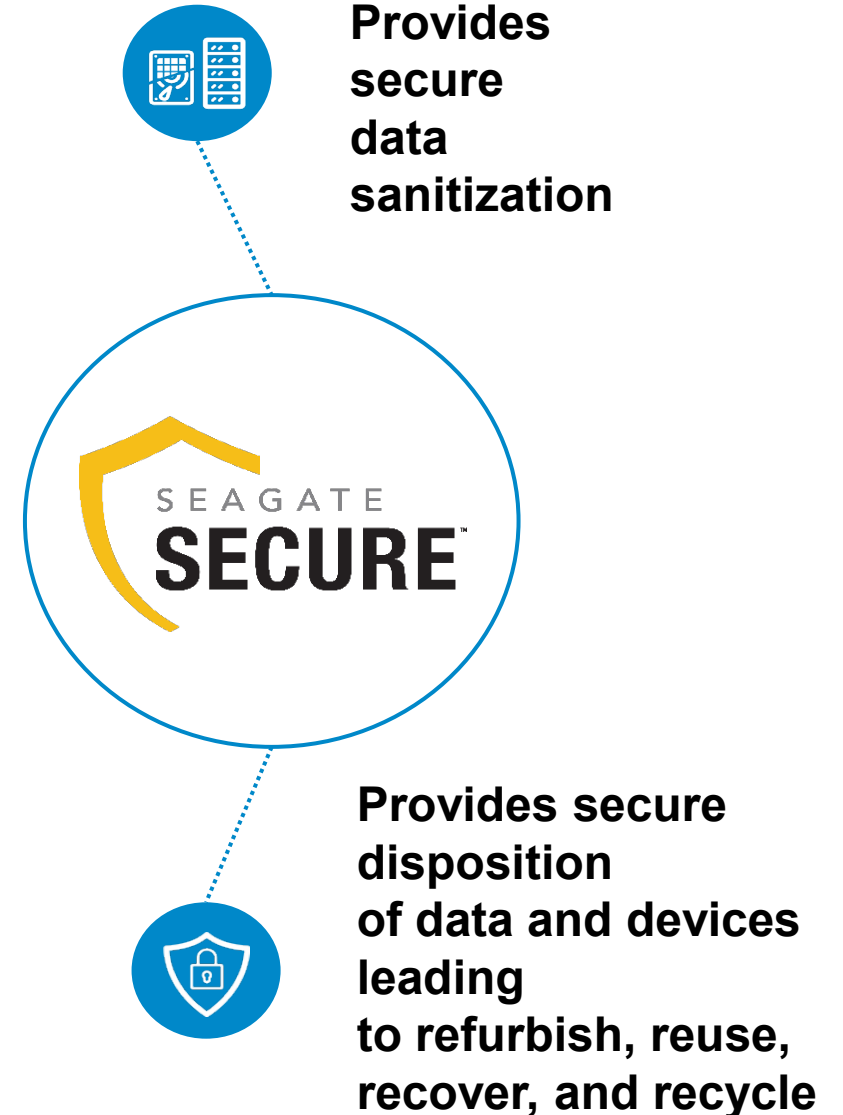 Provides
secure
data
sanitization
SEAGATE
SECURE™
Provides secure
disposition
of data and devices
leading
to refurbish, reuse,
recover, and recycle